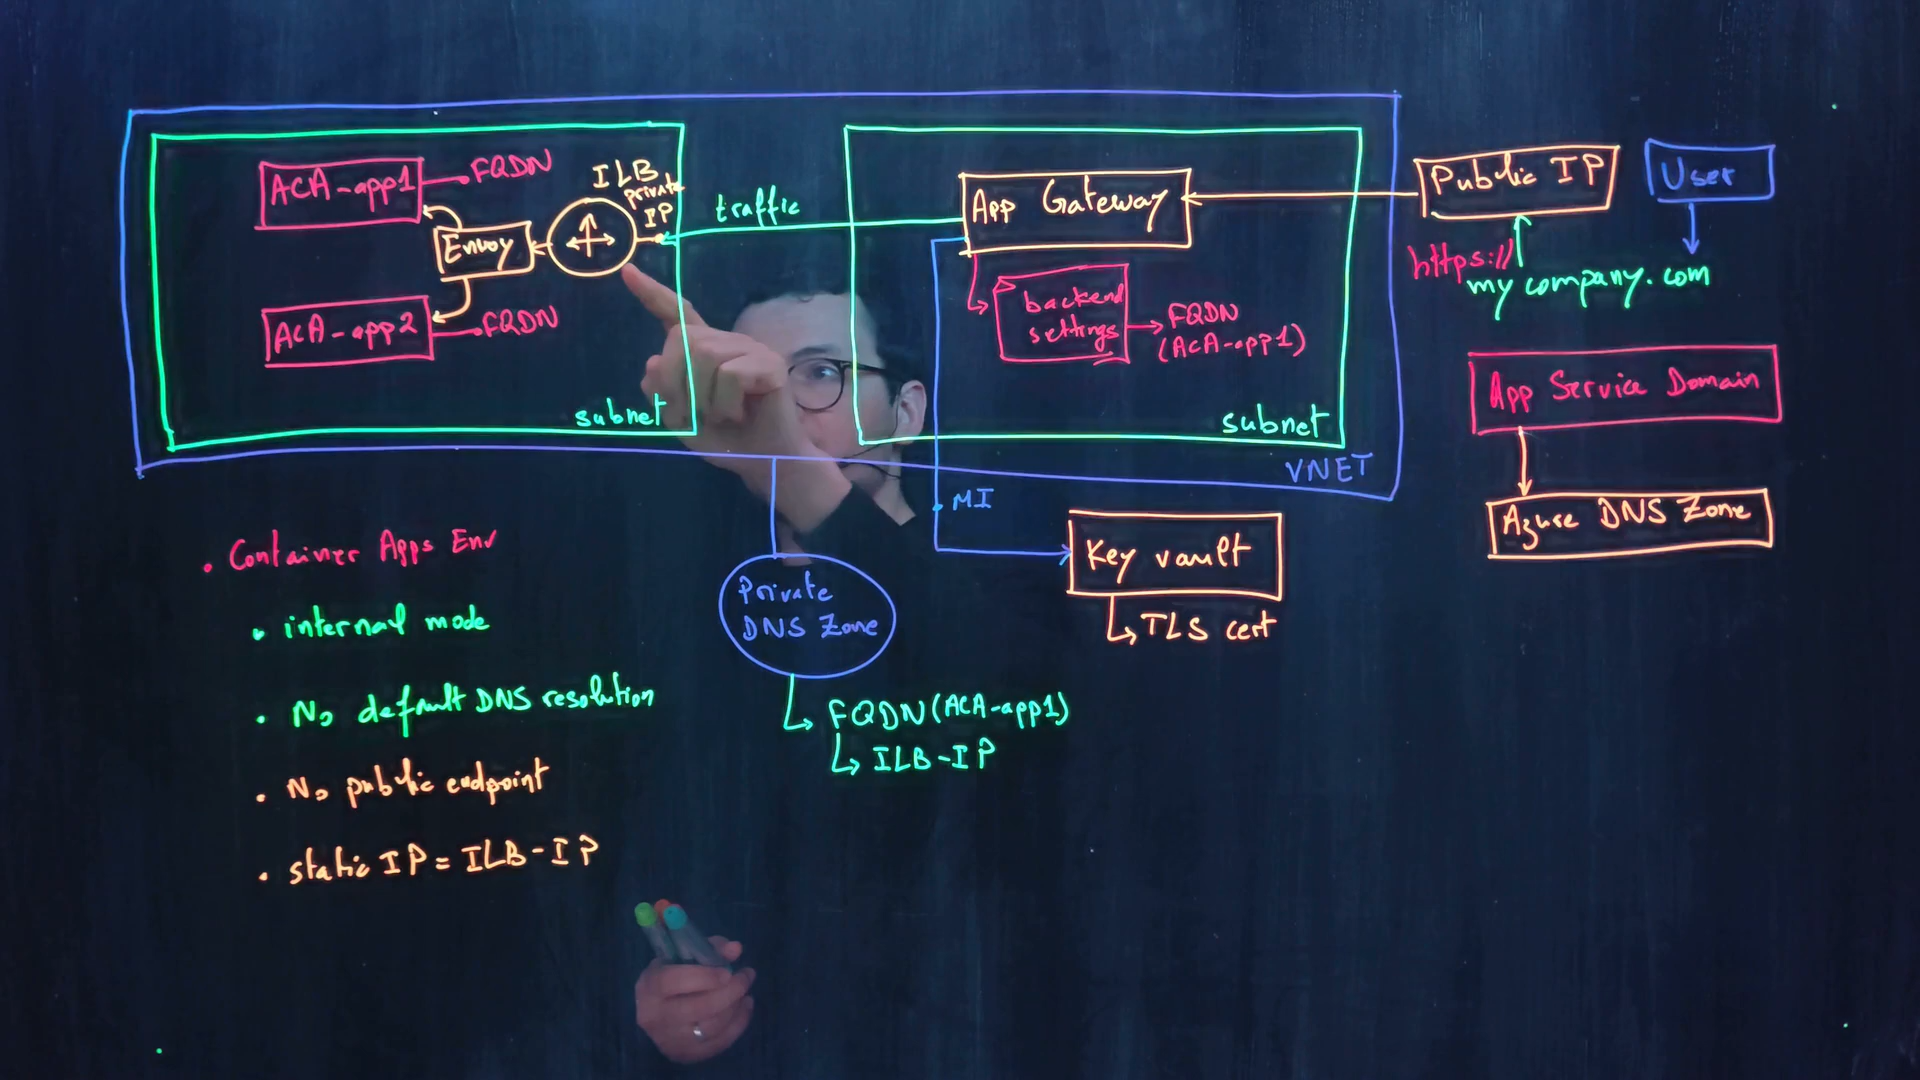 ACA-app1
FQDN
ILB
private
IP
Envoy
ACA-app2
FQDN
subnet
traffic
App Gateway
backend
settings
FQDN
(ACA-app1)
subnet
VNET
Public IP
User
https://
mycompany.com
App Service Domain
Azure DNS Zone
MI
Key vault
TLS cert
Private
DNS Zone
FQDN(ACA-app1)
ILB-IP
. Container Apps Env
. internal mode
. No default DNS resolution
. No public endpoint
. static IP = ILB-IP